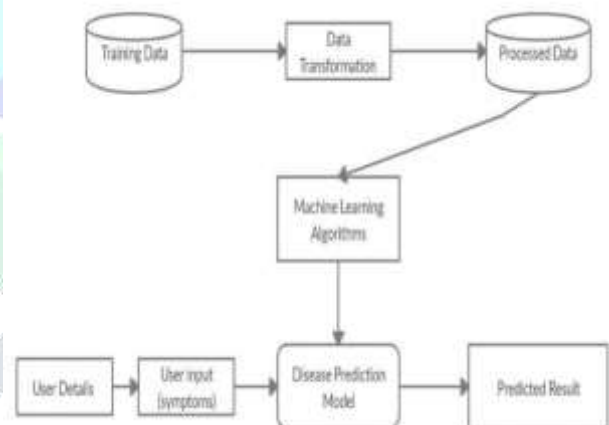 Training Data
Data
Transformation
Processed Data
Machine Learning
Algorithms
User Details
User input
(symptoms)
Disease Prediction
Model
Predicted Result